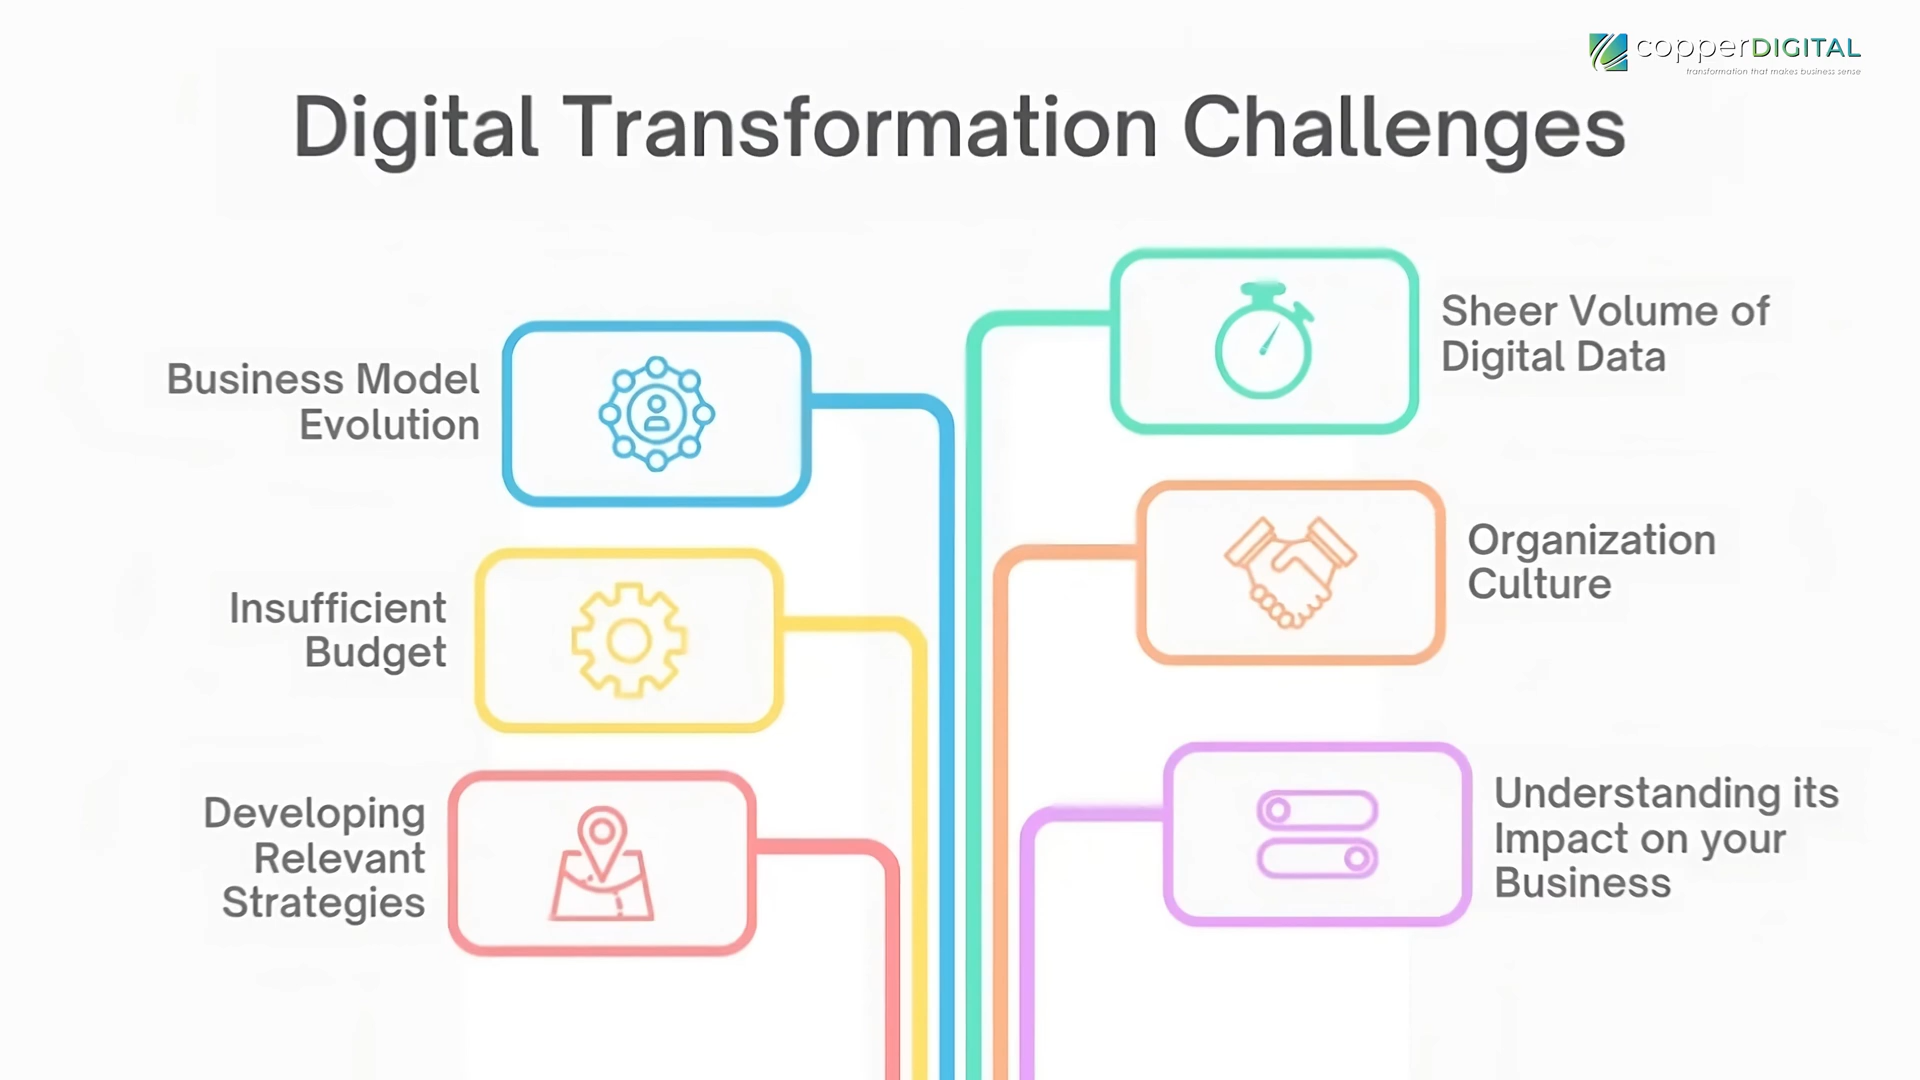 copperDIGITAL
transformation that makes business sense
Digital Transformation Challenges
Business Model
Evolution
Insufficient
Budget
Developing
Relevant
Strategies
Sheer Volume of
Digital Data
Organization
Culture
Understanding its
Impact on your
Business